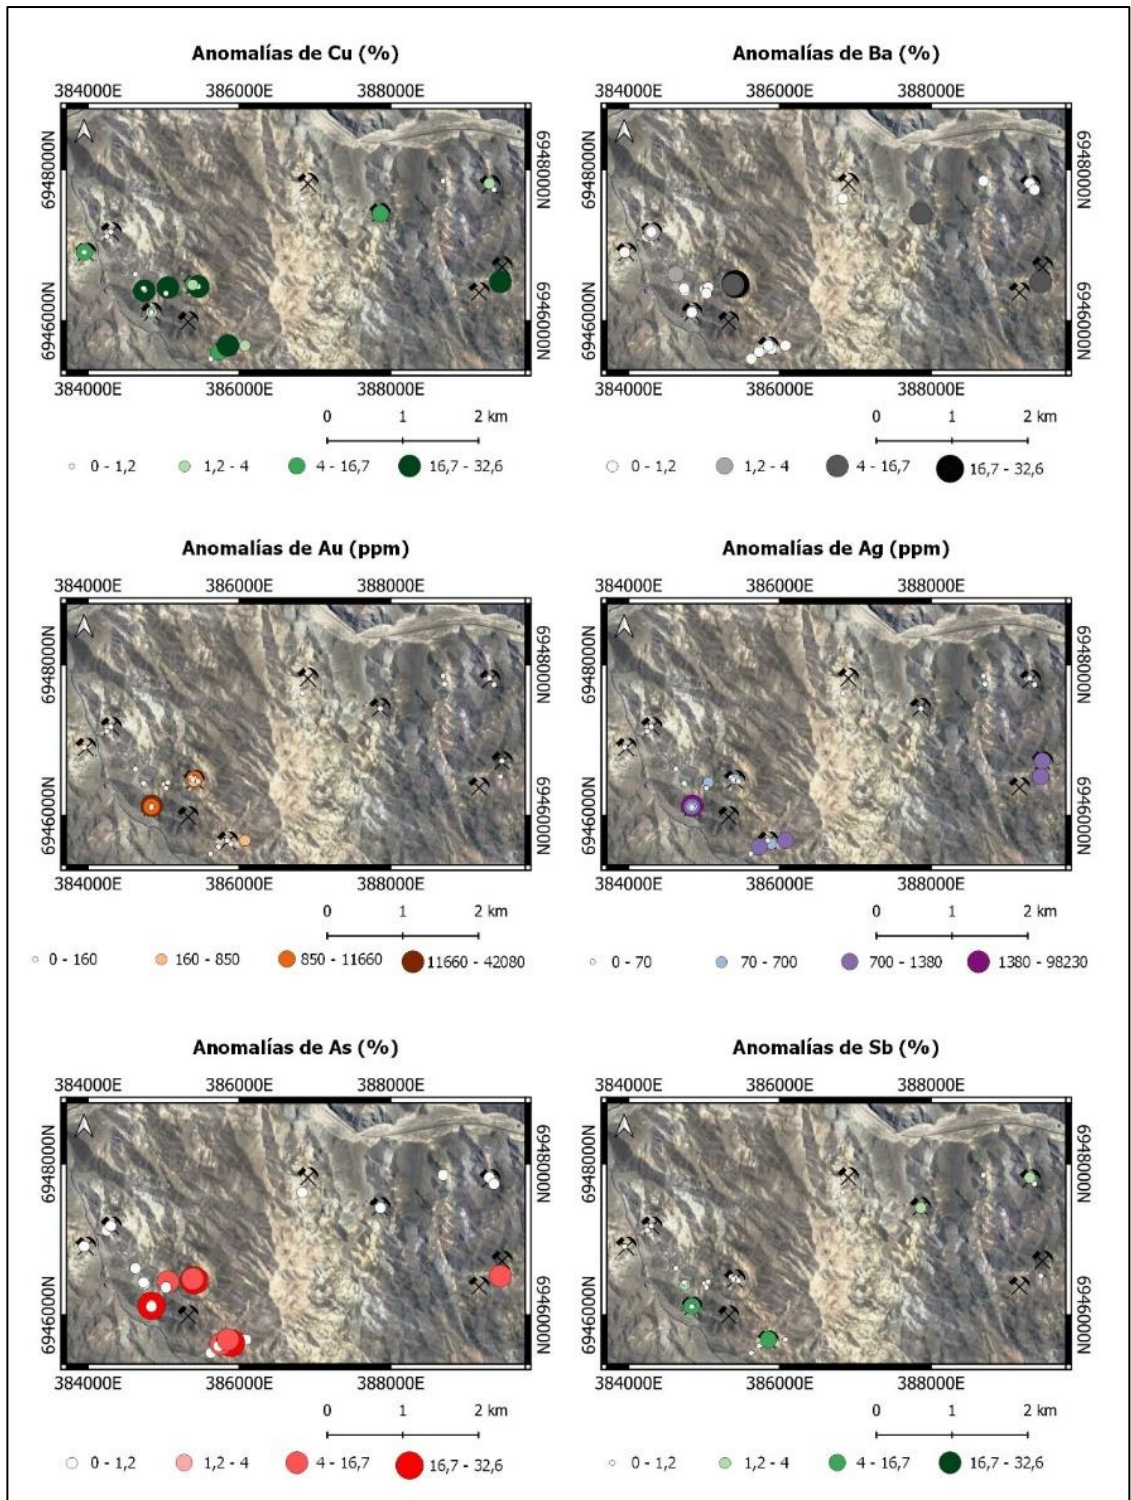 Anomalías de Cu (%)
Anomalías de Ba (%)
384000E 386000E 388000E
384000E 386000E 388000E
6948000N 6948000N
6948000N 6948000N
6946000N 6946000N
6946000N 6946000N
384000E 386000E 388000E
384000E 386000E 388000E
0 1 2 km
0 1 2 km
0 - 1,2 1,2 - 4 4 - 16,7 16,7 - 32,6
0 - 1,2 1,2 - 4 4 - 16,7 16,7 - 32,6
Anomalías de Au (ppm)
Anomalías de Ag (ppm)
384000E 386000E 388000E
384000E 386000E 388000E
6948000N 6948000N
6948000N 6948000N
6946000N 6946000N
6946000N 6946000N
384000E 386000E 388000E
384000E 386000E 388000E
0 1 2 km
0 1 2 km
0 - 160 160 - 850 850 - 11660 11660 - 42080
0 - 70 70 - 700 700 - 1380 1380 - 98230
Anomalías de As (%)
Anomalías de Sb (%)
384000E 386000E 388000E
384000E 386000E 388000E
6948000N 6948000N
6948000N 6948000N
6946000N 6946000N
6946000N 6946000N
384000E 386000E 388000E
384000E 386000E 388000E
0 1 2 km
0 1 2 km
0 - 1,2 1,2 - 4 4 - 16,7 16,7 - 32,6
0 - 1,2 1,2 - 4 4 - 16,7 16,7 - 32,6